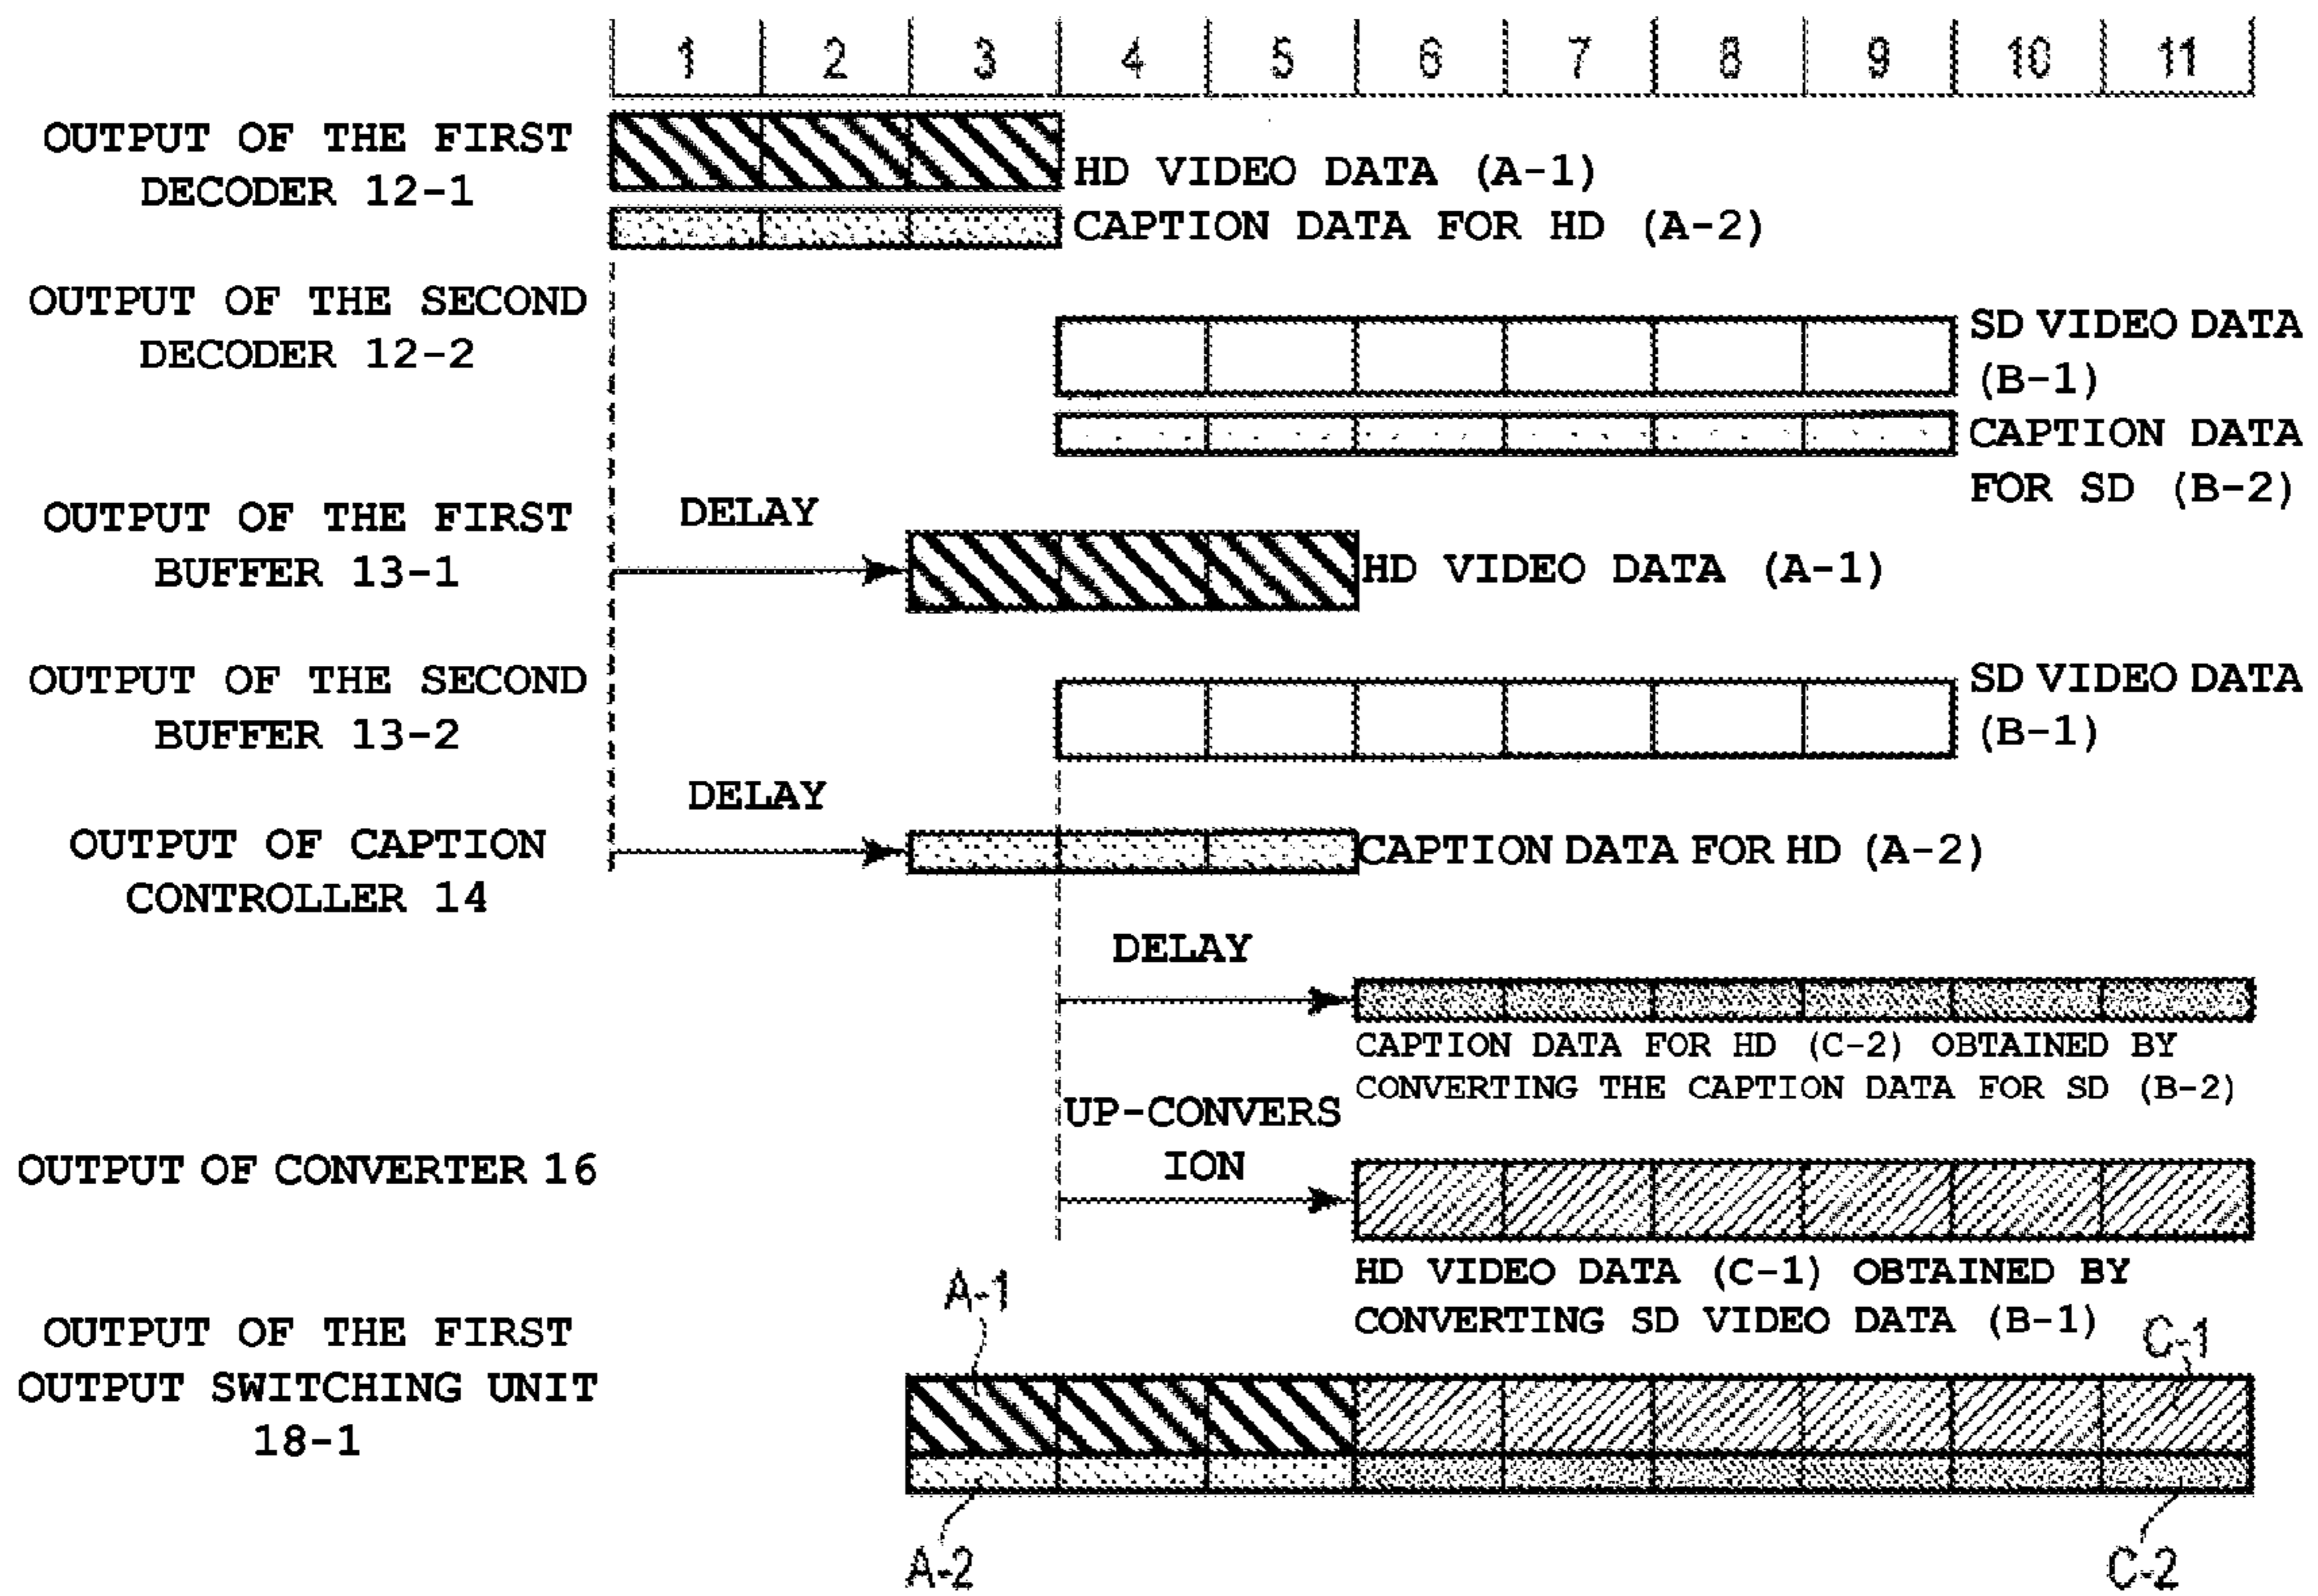 1 2 3 4 5 6 7 8 9 10 11
OUTPUT OF THE FIRST
DECODER 12-1
HD VIDEO DATA (A-1)
CAPTION DATA FOR HD (A-2)
OUTPUT OF THE SECOND
DECODER 12-2
SD VIDEO DATA
(B-1)
CAPTION DATA
FOR SD (B-2)
OUTPUT OF THE FIRST
BUFFER 13-1
DELAY
HD VIDEO DATA (A-1)
OUTPUT OF THE SECOND
BUFFER 13-2
SD VIDEO DATA
(B-1)
DELAY
OUTPUT OF CAPTION
CONTROLLER 14
CAPTION DATA FOR HD (A-2)
DELAY
CAPTION DATA FOR HD (C-2) OBTAINED BY
CONVERTING THE CAPTION DATA FOR SD (B-2)
UP-CONVERS
ION
OUTPUT OF CONVERTER 16
HD VIDEO DATA (C-1) OBTAINED BY
CONVERTING SD VIDEO DATA (B-1)
A-1
C-1
OUTPUT OF THE FIRST
OUTPUT SWITCHING UNIT
18-1
A-2
C-2